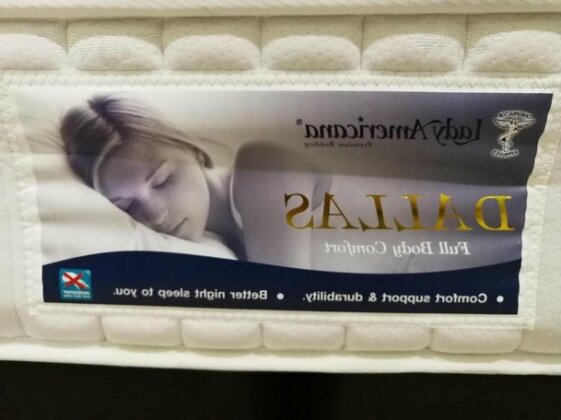 Lady Americana®
Premium Bedding
DALLAS
Full Body Comfort
• Comfort support & durability. • Better night sleep to you.